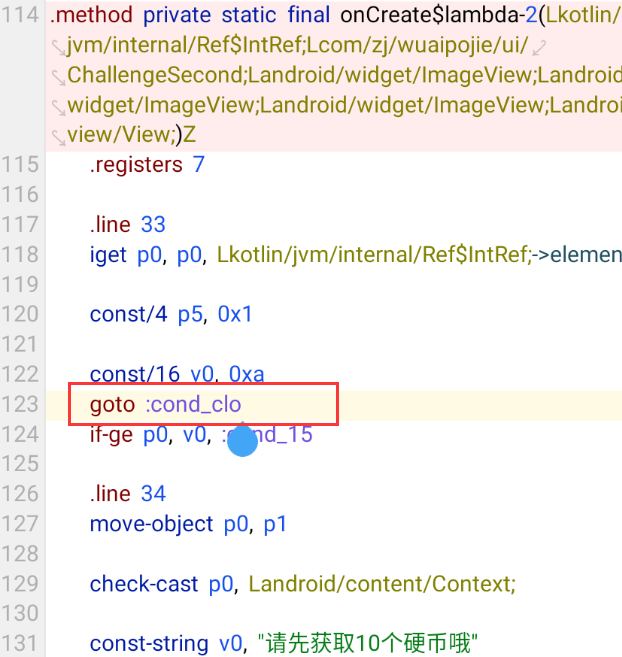 114 .method private static final onCreate$lambda-2(Lkotlin/
jvm/internal/Ref$IntRef;Lcom/zj/wuaipojie/ui/
ChallengeSecond;Landroid/widget/ImageView;Landroid
widget/ImageView;Landroid/widget/ImageView;Landroi
view/View;)Z
115 .registers 7
116
117 .line 33
118 iget p0, p0, Lkotlin/jvm/internal/Ref$IntRef;->elemen
119
120 const/4 p5, 0x1
121
122 const/16 v0, 0xa
123 goto :cond_clo
124 if-ge p0, v0, :cond_15
125
126 .line 34
127 move-object p0, p1
128
129 check-cast p0, Landroid/content/Context;
130
131 const-string v0, "请先获取10个硬币哦"